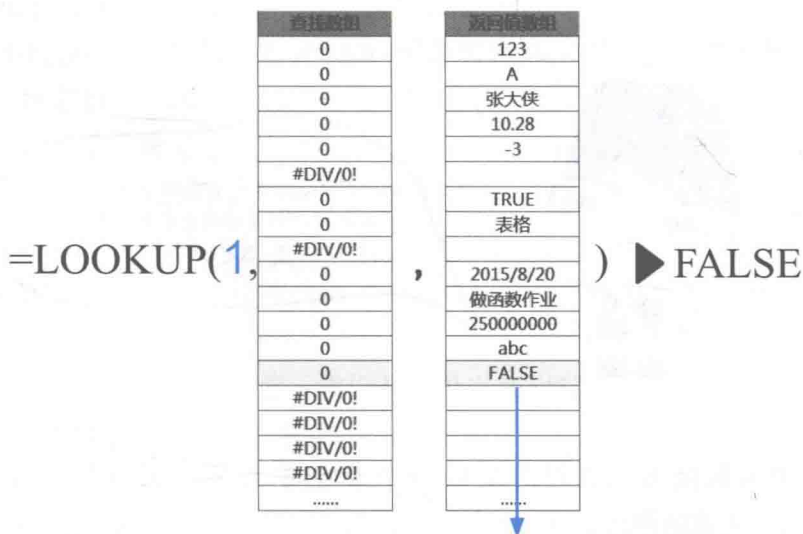 查找数组 返回值数组
0 123
0 A
0 张大侠
0 10.28
0 -3
#DIV/0!
0 TRUE
0 表格
#DIV/0!
=LOOKUP(1, , ) ▶ FALSE
0 2015/8/20
0 做函数作业
0 250000000
0 abc
0 FALSE
#DIV/0!
#DIV/0!
#DIV/0!
#DIV/0!
...... ......